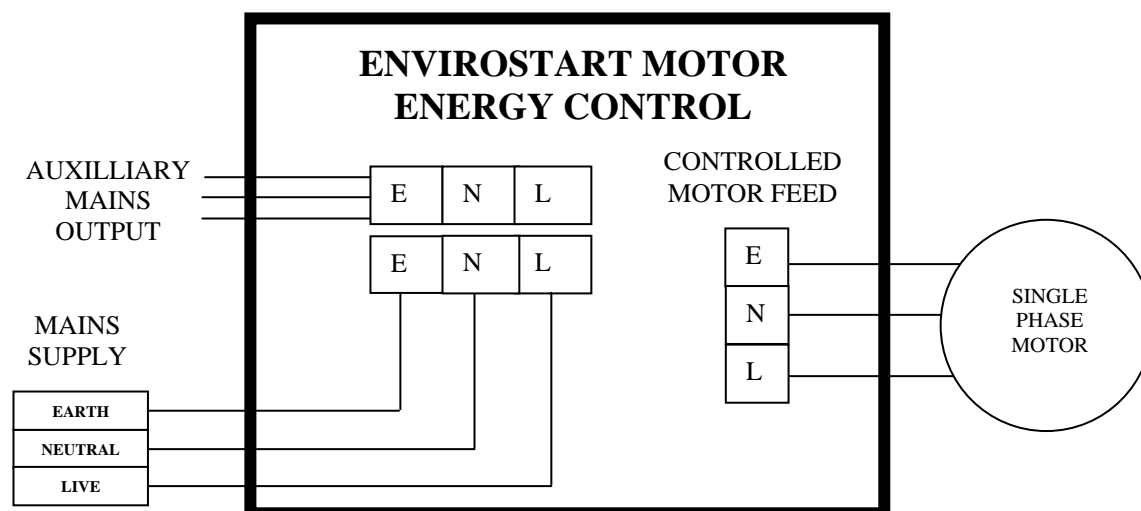 ENVIROSTART MOTOR
ENERGY CONTROL
AUXILLIARY
MAINS
OUTPUT
E N L
E N L
CONTROLLED
MOTOR FEED
E
N
L
SINGLE
PHASE
MOTOR
MAINS
SUPPLY
EARTH
NEUTRAL
LIVE